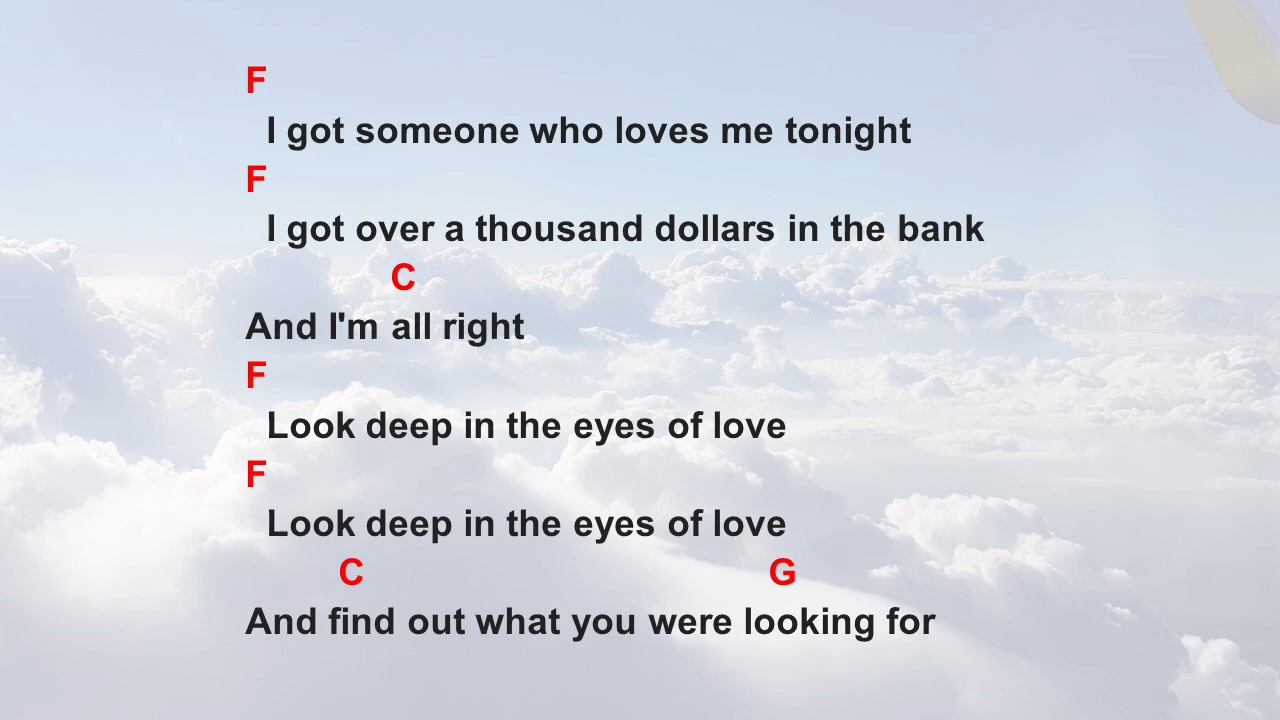 F
I got someone who loves me tonight
F
I got over a thousand dollars in the bank
C
And I'm all right
F
Look deep in the eyes of love
F
Look deep in the eyes of love
C G
And find out what you were looking for